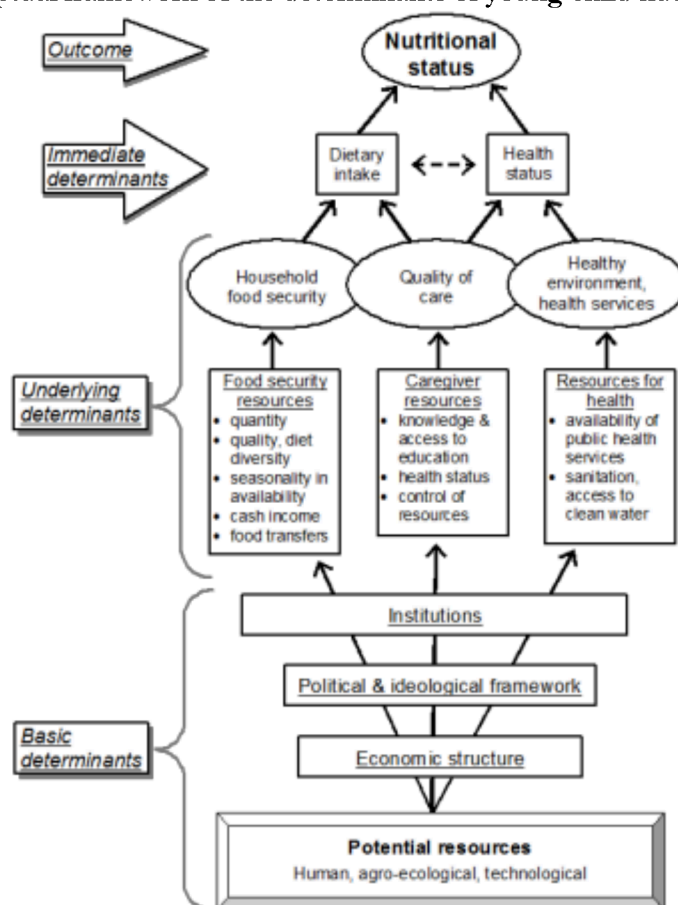 Outcome
Nutritional
status
Immediate
determinants
Dietary
intake
Health
status
Household
food security
Quality of
care
Healthy
environment,
health services
Underlying
determinants
Food security
resources
• quantity
• quality, diet
diversity
• seasonality in
availability
• cash income
• food transfers
Caregiver
resources
• knowledge &
access to
education
• health status
• control of
resources
Resources for
health
• availability of
public health
services
• sanitation,
access to
clean water
Basic
determinants
Institutions
Political & ideological framework
Economic structure
Potential resources
Human, agro-ecological, technological